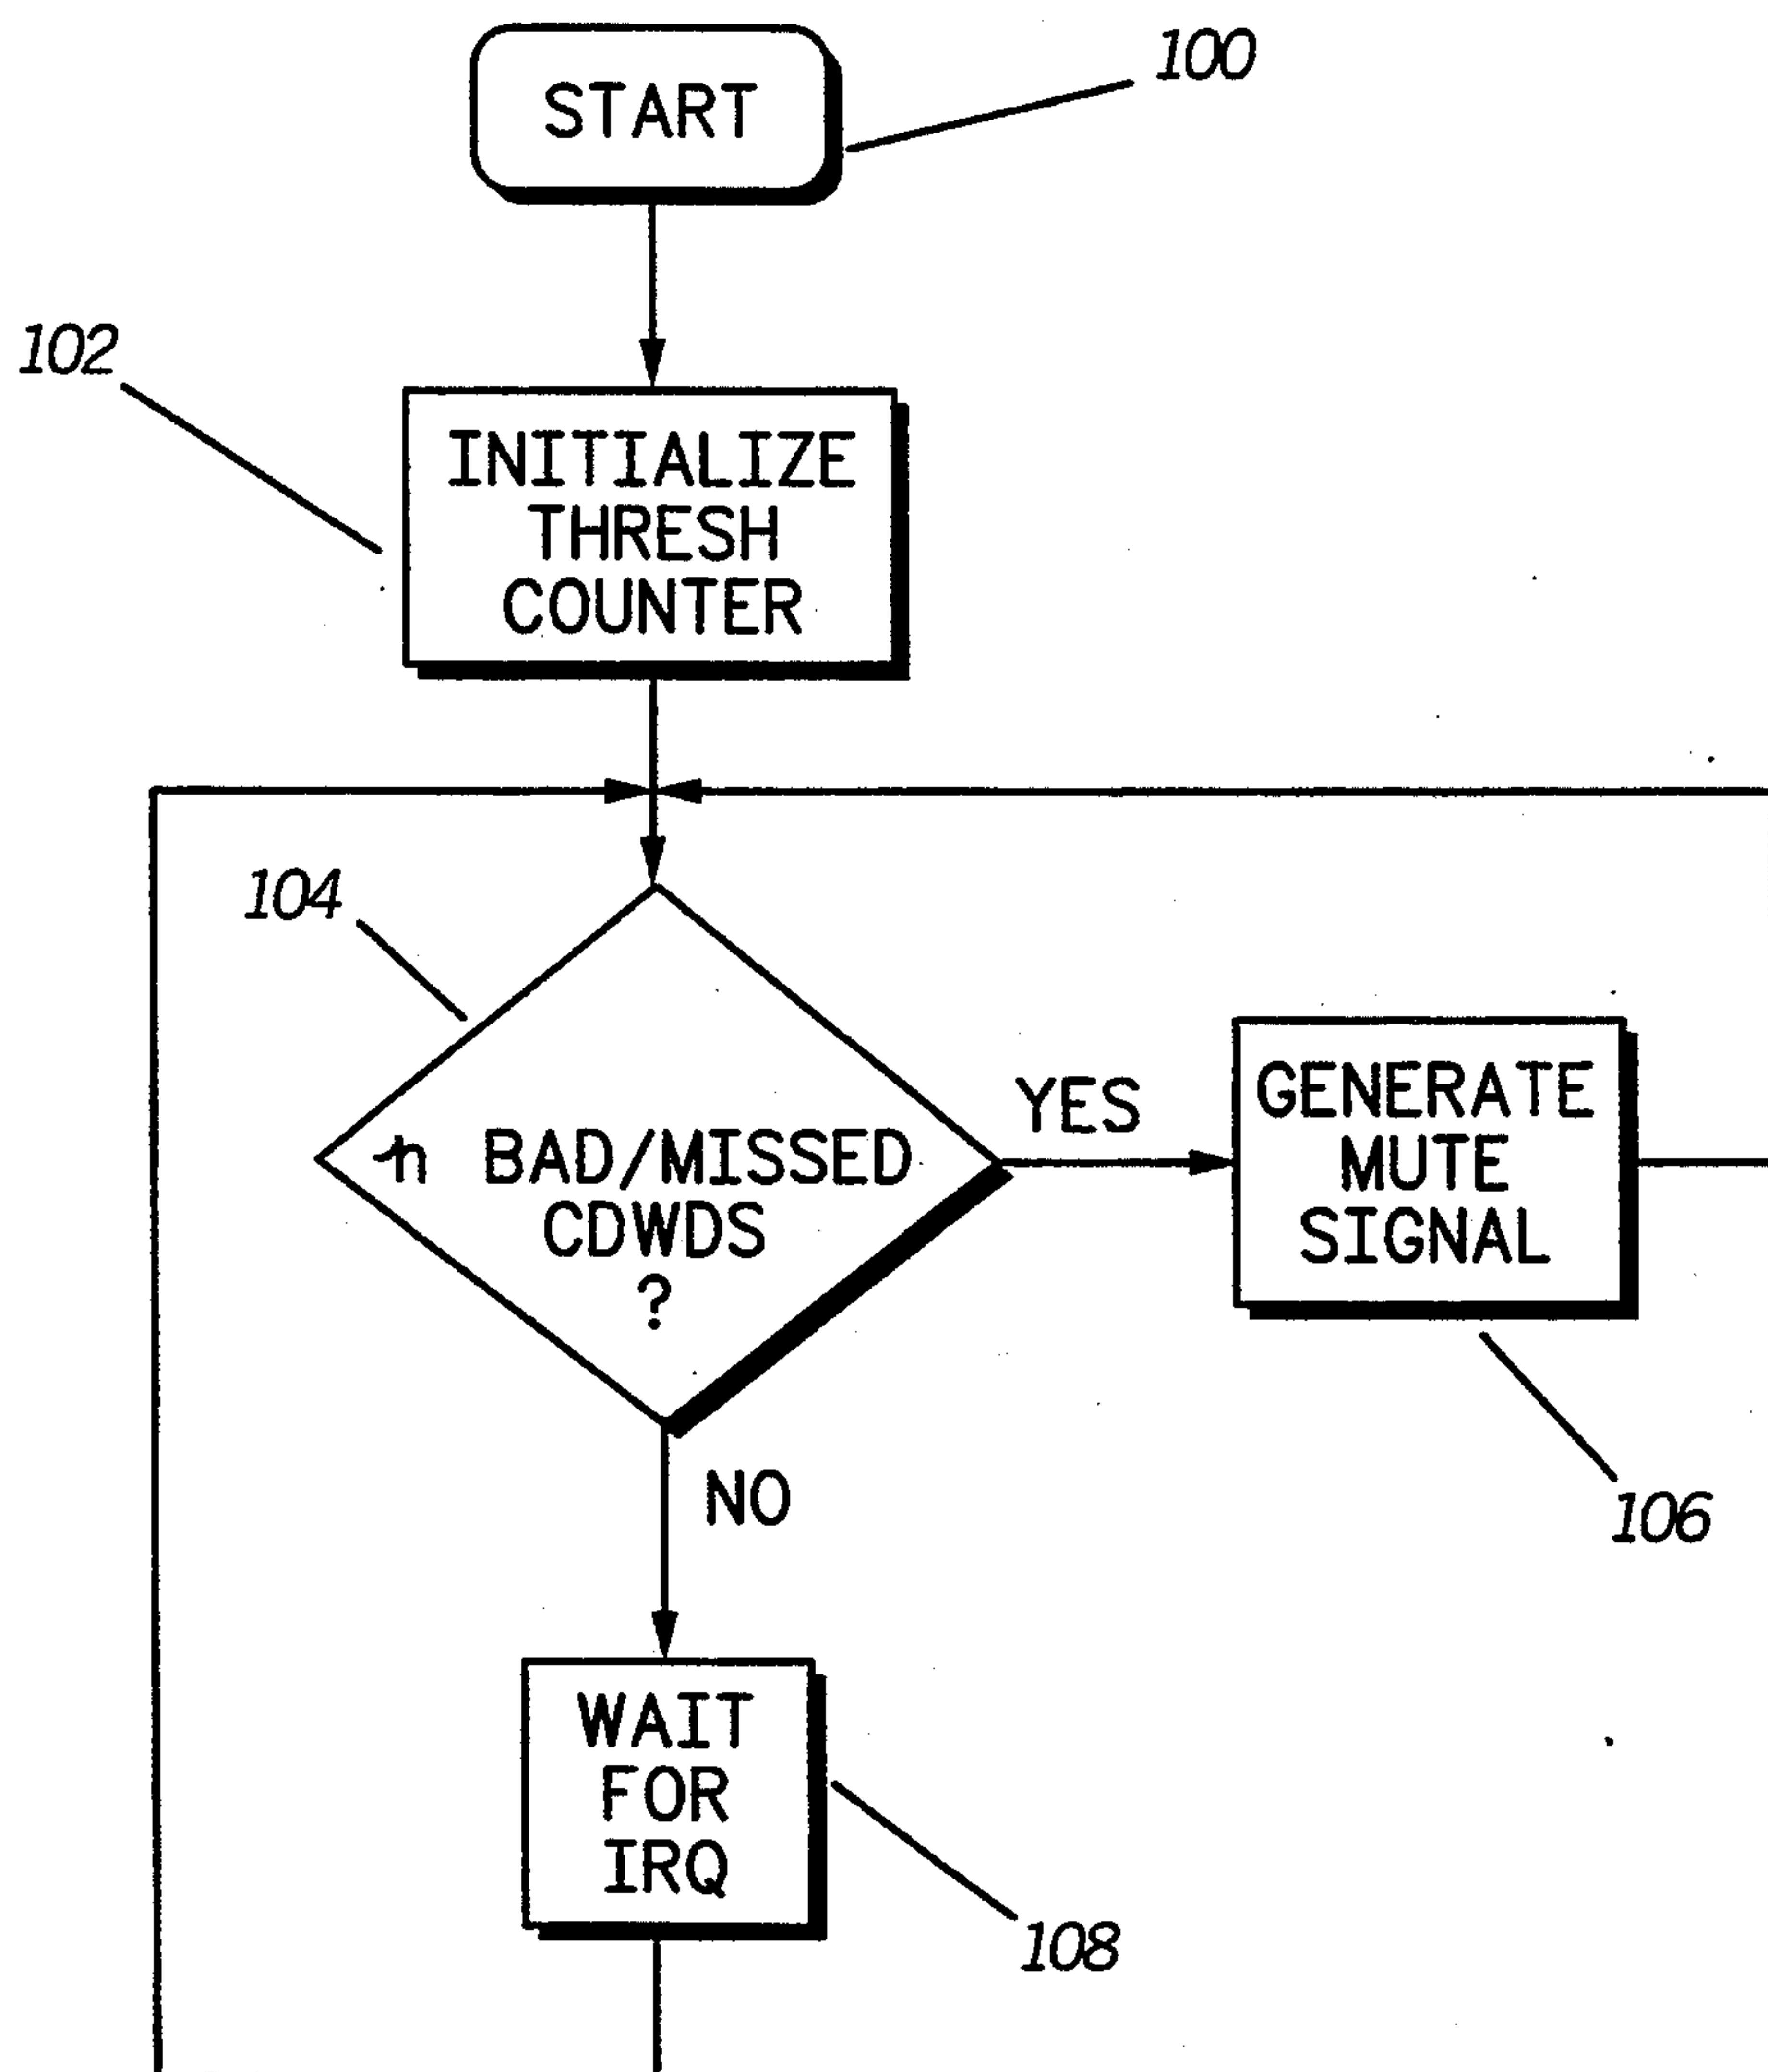 START
100
102
INITIALIZE
THRESH
COUNTER
104
n BAD/MISSED
CDWDS
?
YES
GENERATE
MUTE
SIGNAL
106
NO
WAIT
FOR
IRQ
108